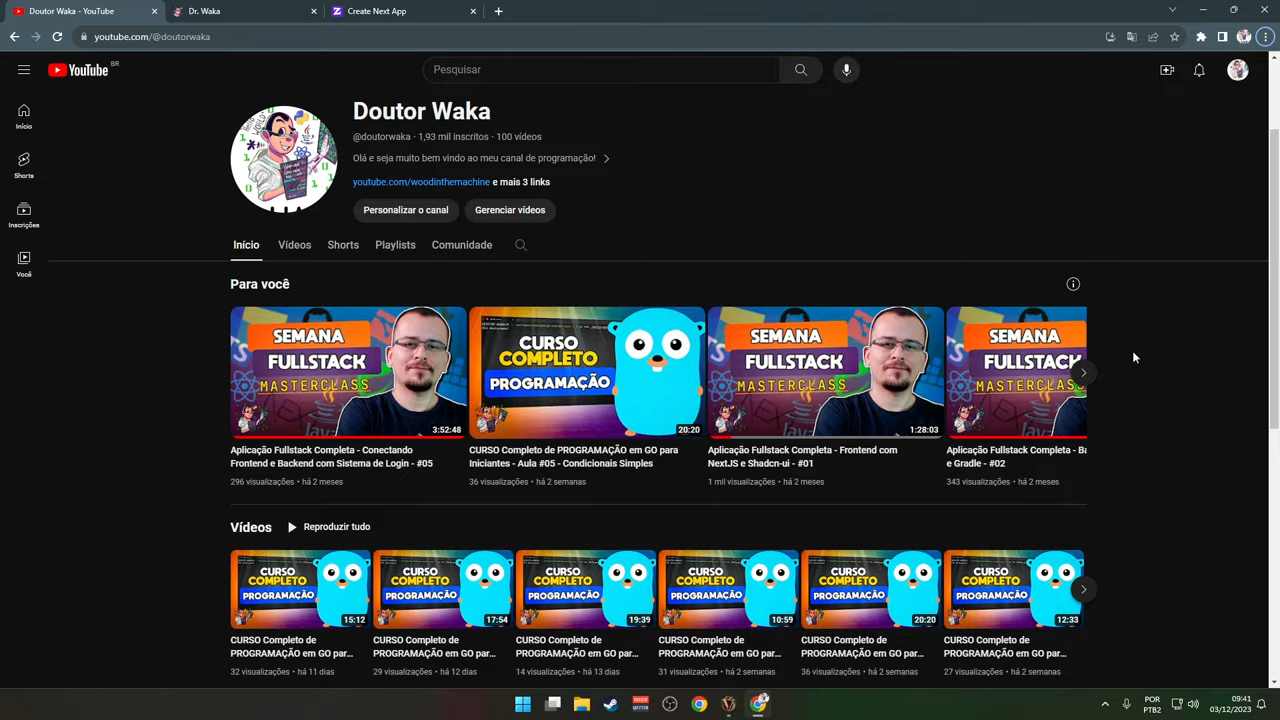 Doutor Waka - YouTube
Dr. Waka
Create Next App
youtube.com/@doutorwaka
YouTube BR
Pesquisar
Início
Shorts
Inscrições
Você
Doutor Waka
@doutorwaka · 1,93 mil inscritos · 100 vídeos
Olá e seja muito bem vindo ao meu canal de programação!
youtube.com/woodinthemachine e mais 3 links
Personalizar o canal
Gerenciar vídeos
Início
Vídeos
Shorts
Playlists
Comunidade
Para você
SEMANA
FULLSTACK
MASTERCLASS
3:52:48
Aplicação Fullstack Completa - Conectando
Frontend e Backend com Sistema de Login - #05
296 visualizações • há 2 meses
CURSO
COMPLETO
PROGRAMAÇÃO
20:20
CURSO Completo de PROGRAMAÇÃO em GO para
Iniciantes - Aula #05 - Condicionais Simples
36 visualizações • há 2 semanas
SEMANA
FULLSTACK
MASTERCLASS
1:28:03
Aplicação Fullstack Completa - Frontend com
NextJS e Shadcn-ui - #01
1 mil visualizações • há 2 meses
SEMANA
FULLSTACK
MASTERCLASS
Aplicação Fullstack Completa - Ba
e Gradle - #02
343 visualizações • há 2 meses
Vídeos
Reproduzir tudo
CURSO
COMPLETO
PROGRAMAÇÃO
15:12
CURSO Completo de
PROGRAMAÇÃO em GO par...
32 visualizações • há 11 dias
CURSO
COMPLETO
PROGRAMAÇÃO
17:54
CURSO Completo de
PROGRAMAÇÃO em GO par...
29 visualizações • há 12 dias
CURSO
COMPLETO
PROGRAMAÇÃO
19:39
CURSO Completo de
PROGRAMAÇÃO em GO par...
14 visualizações • há 13 dias
CURSO
COMPLETO
PROGRAMAÇÃO
10:59
CURSO Completo de
PROGRAMAÇÃO em GO par...
31 visualizações • há 2 semanas
CURSO
COMPLETO
PROGRAMAÇÃO
20:20
CURSO Completo de
PROGRAMAÇÃO em GO par...
36 visualizações • há 2 semanas
CURSO
COMPLETO
PROGRAMAÇÃO
12:33
CURSO Completo de
PROGRAMAÇÃO em GO par...
27 visualizações • há 2 semanas
POR
PTB2
09:41
03/12/2023